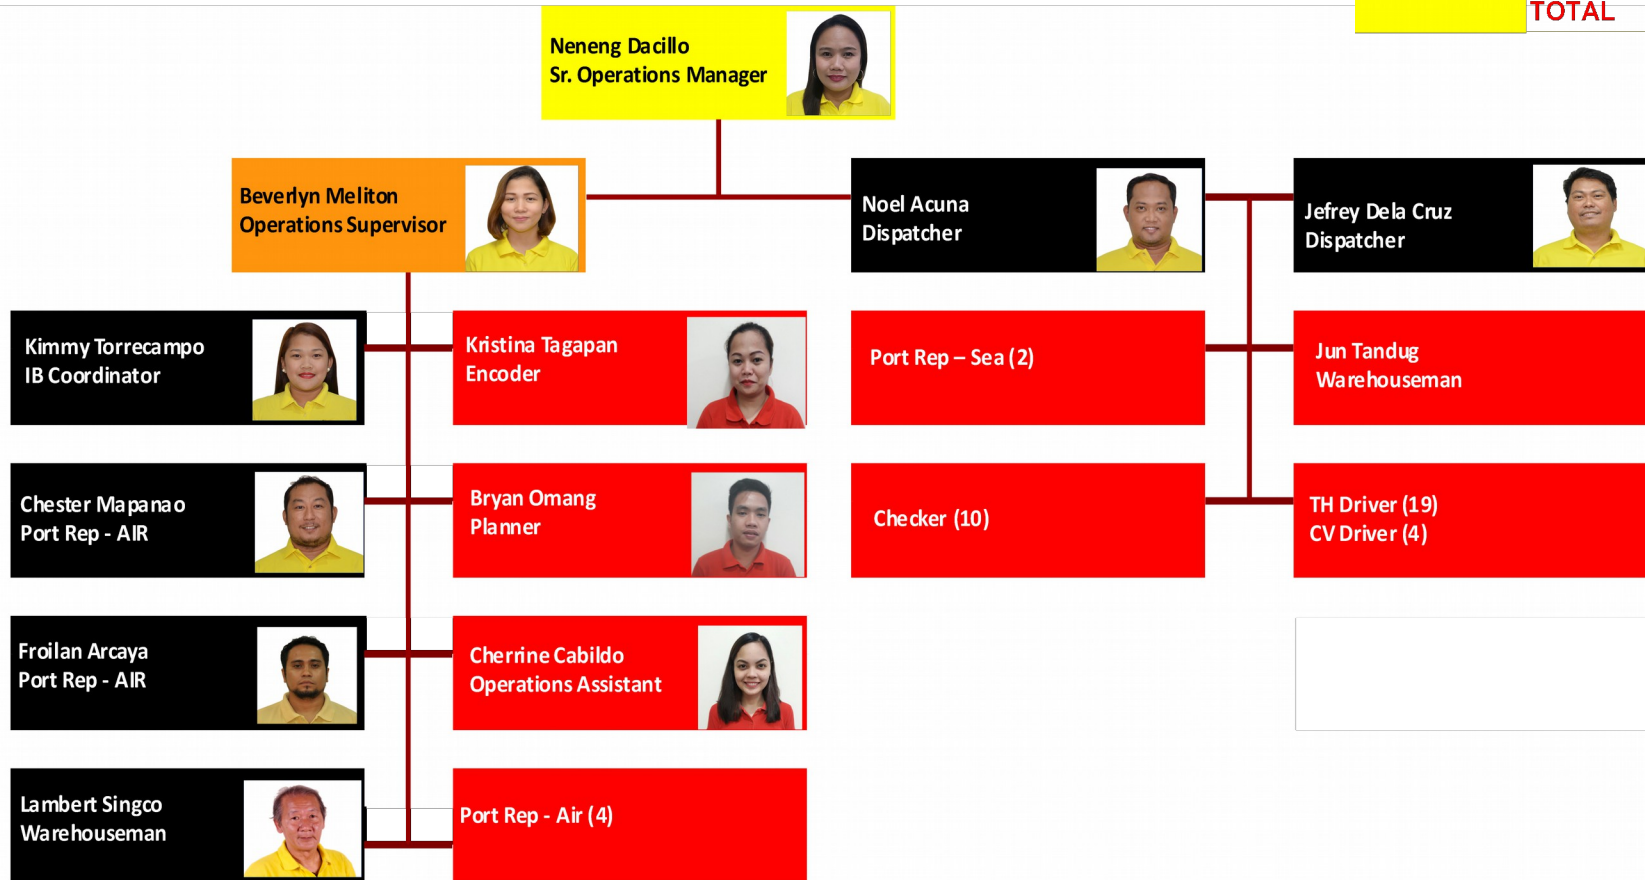 TOTAL
Neneng Dacillo
Sr. Operations Manager
Beverlyn Meliton
Operations Supervisor
Noel Acuna
Dispatcher
Jefrey Dela Cruz
Dispatcher
Kimmy Torrecampo
IB Coordinator
Kristina Tagapan
Encoder
Port Rep – Sea (2)
Jun Tandug
Warehouseman
Chester Mapanao
Port Rep - AIR
Bryan Omang
Planner
Checker (10)
TH Driver (19)
CV Driver (4)
Froilan Arcaya
Port Rep - AIR
Cherrine Cabildo
Operations Assistant
Lambert Singco
Warehouseman
Port Rep - Air (4)